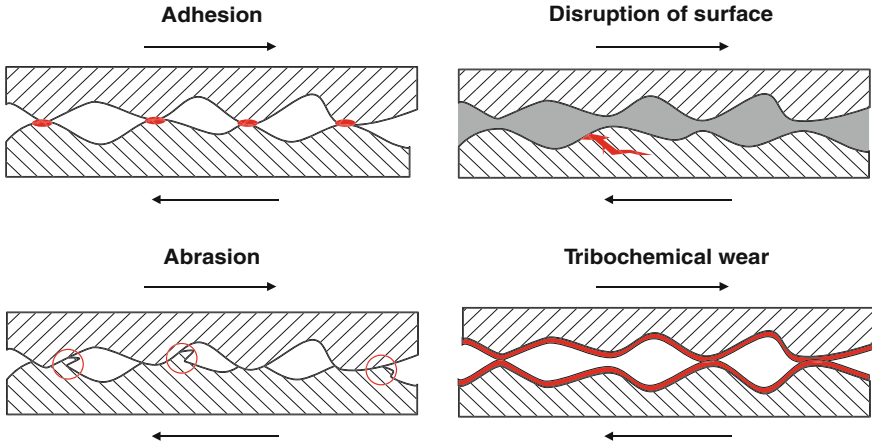 Adhesion
Disruption of surface
Abrasion
Tribochemical wear